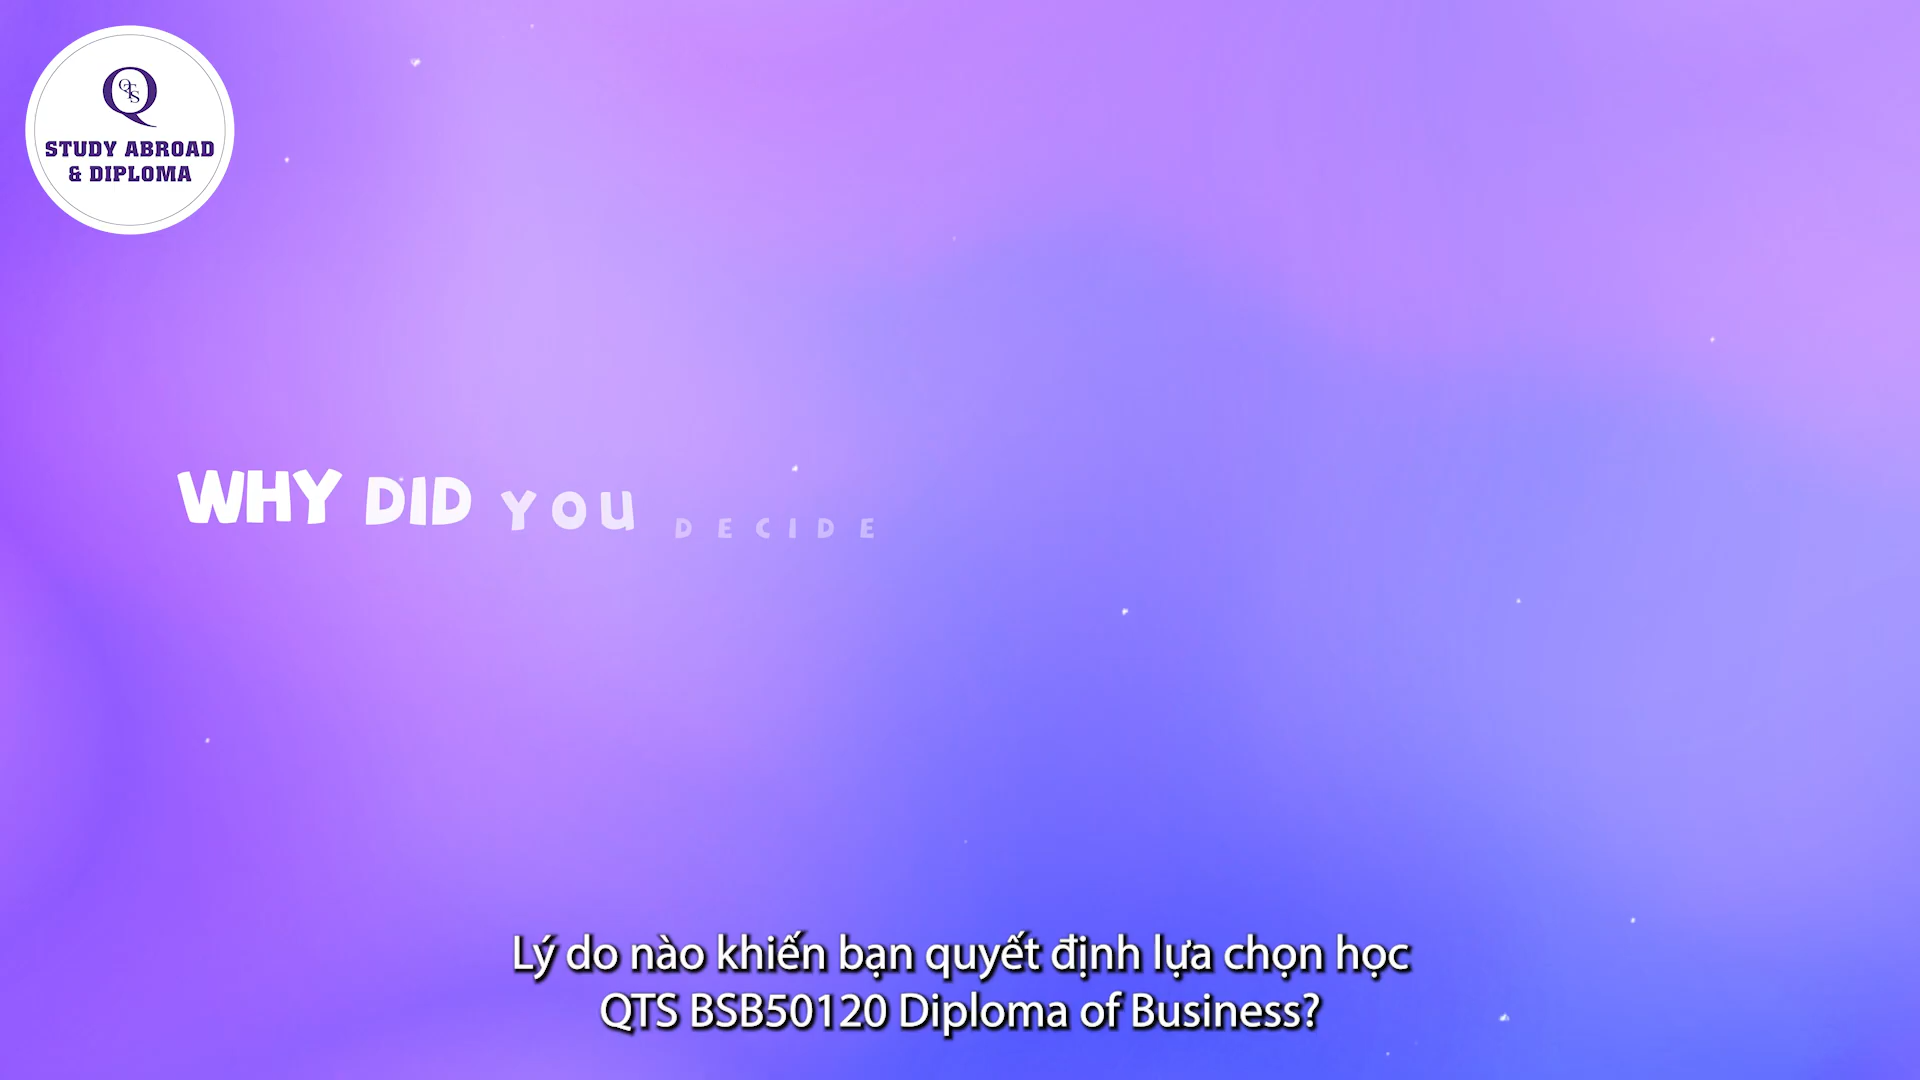 QTS
STUDY ABROAD
& DIPLOMA
WHY DID YOU DECIDE
Lý do nào khiến bạn quyết định lựa chọn học
QTS BSB50120 Diploma of Business?